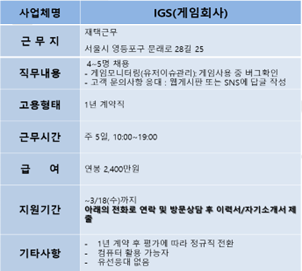 사업체명 IGS(게임회사)
근 무 지 재택근무
서울시 영등포구 문래로 28길 25
직무내용 4~5명 채용
- 게임모니터링(유저이슈관리): 게임사용 중 버그확인
- 고객 문의사항 응대 : 웹게시판 또는 SNS에 답글 작성
고용형태 1년 계약직
근무시간 주 5일, 10:00~19:00
급 여 연봉 2,400만원
지원기간 ~3/18(수)까지
아래의 전화로 연락 및 방문상담 후 이력서/자기소개서 제
출
기타사항 - 1년 계약 후 평가에 따라 정규직 전환
- 컴퓨터 활용 가능자
- 유선응대 없음